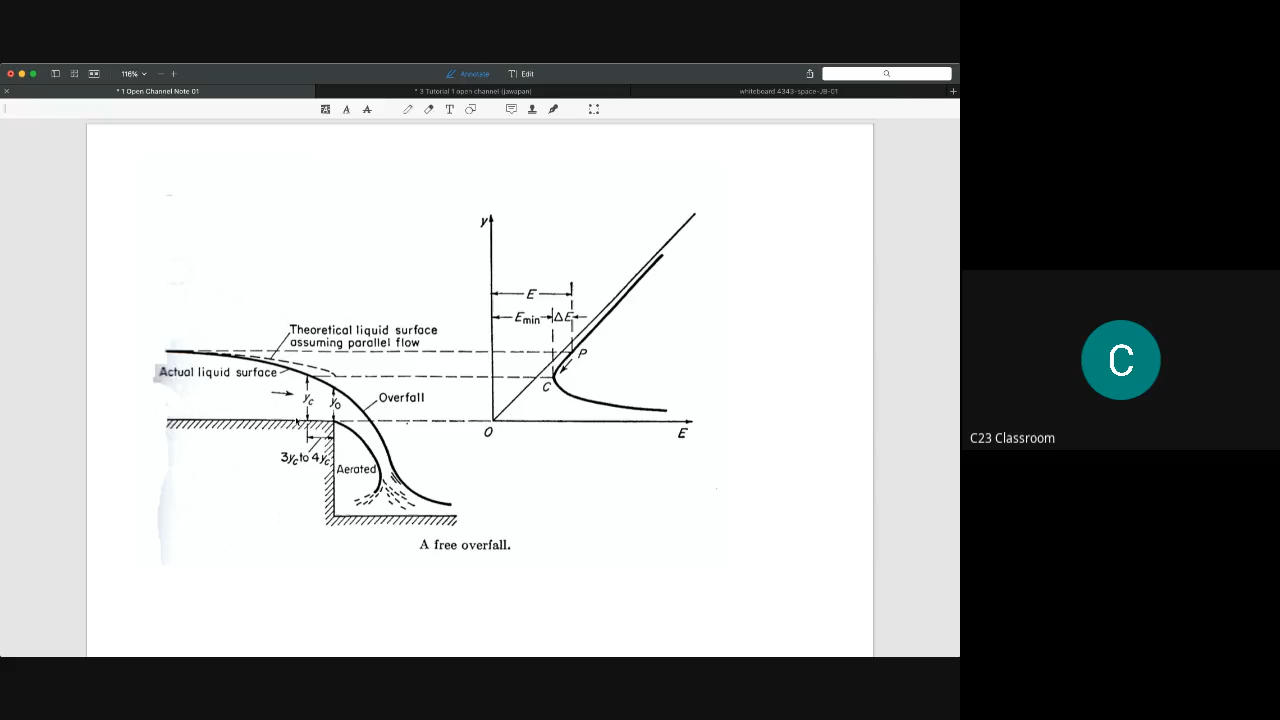 116%
Annotate
T Edit
* 1 Open Channel Note 01
* 3 Tutorial 1 open channel (jawapan)
whiteboard 4343-space-JB-01
y
E
Emin
ΔE
Theoretical liquid surface
assuming parallel flow
P
Actual liquid surface
C
yc
yo
Overfall
O
E
3yc to 4yc
Aerated
A free overfall.
C
C23 Classroom